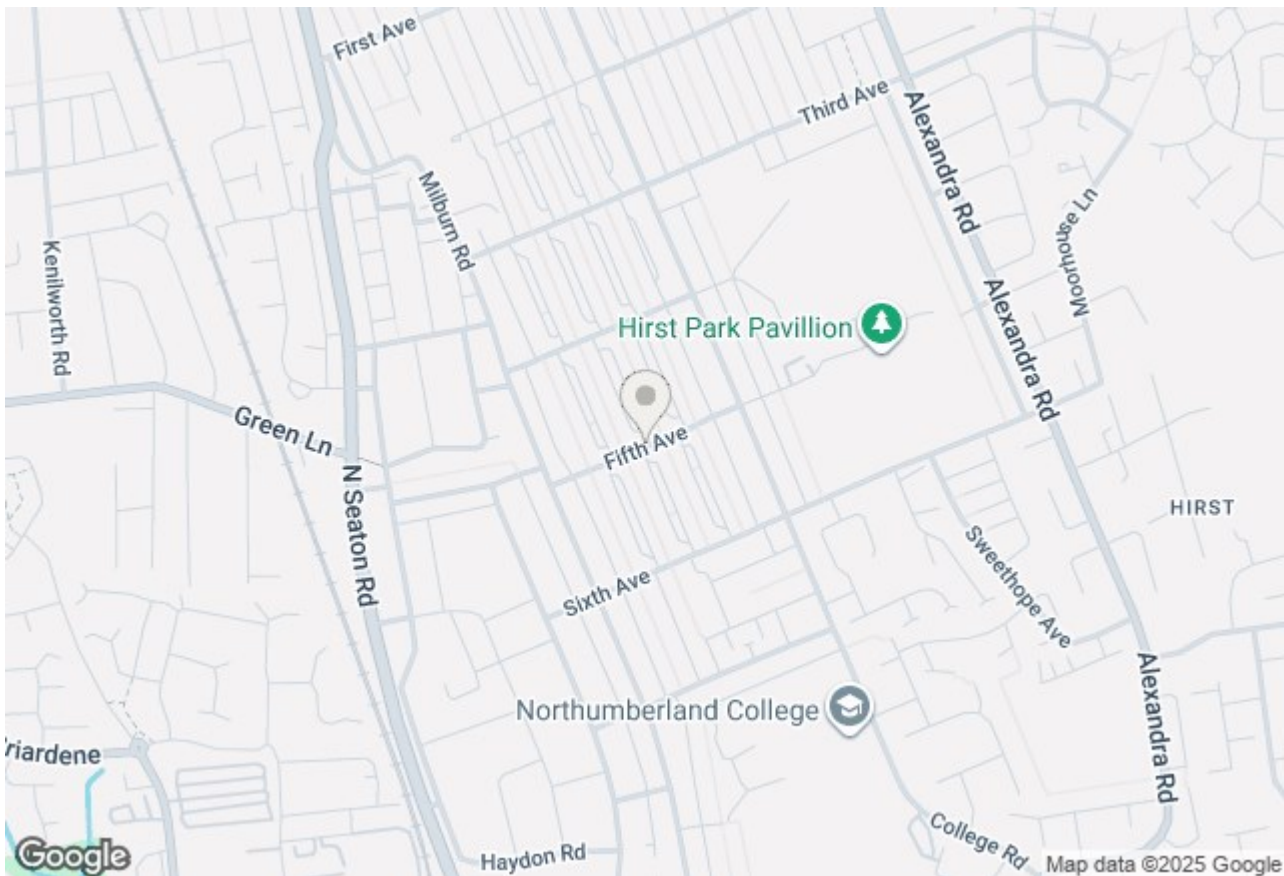 First Ave
Third Ave
Alexandra Rd
Milburn Rd
Moorhouse Ln
Kenilworth Rd
Alexandra Rd
Hirst Park Pavillion
Green Ln
Fifth Ave
N Seaton Rd
HIRST
Sweethope Ave
Sixth Ave
Alexandra Rd
Northumberland College
riardene
College Rd
Haydon Rd
Google
Map data ©2025 Google